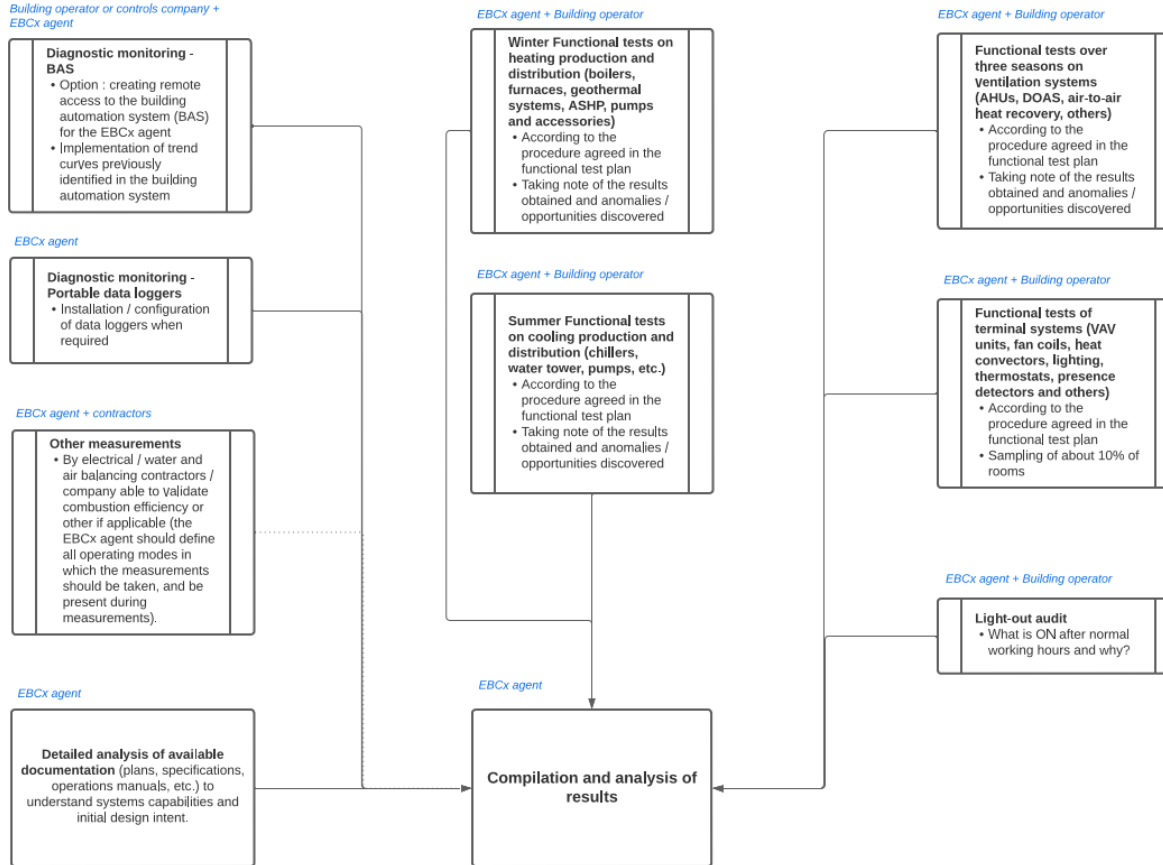 Building operator or controls company +
EBCx agent
Diagnostic monitoring -
BAS
• Option : creating remote
access to the building
automation system (BAS)
for the EBCx agent
• Implementation of trend
curves previously
identified in the building
automation system
EBCx agent
Diagnostic monitoring -
Portable data loggers
• Installation / configuration
of data loggers when
required
EBCx agent + contractors
Other measurements
• By electrical / water and
air balancing contractors /
company able to validate
combustion efficiency or
other if applicable (the
EBCx agent should define
all operating modes in
which the measurements
should be taken, and be
present during
measurements).
EBCx agent
Detailed analysis of available
documentation (plans, specifications,
operations manuals, etc.) to
understand systems capabilities and
initial design intent.
EBCx agent + Building operator
Winter Functional tests on
heating production and
distribution (boilers,
furnaces, geothermal
systems, ASHP, pumps
and accessories)
• According to the
procedure agreed in the
functional test plan
• Taking note of the results
obtained and anomalies /
opportunities discovered
EBCx agent + Building operator
Summer Functional tests
on cooling production and
distribution (chillers,
water tower, pumps, etc.)
• According to the
procedure agreed in the
functional test plan
• Taking note of the results
obtained and anomalies /
opportunities discovered
EBCx agent
Compilation and analysis of
results
EBCx agent + Building operator
Functional tests over
three seasons on
ventilation systems
(AHUs, DOAS, air-to-air
heat recovery, others)
• According to the
procedure agreed in the
functional test plan
• Taking note of the results
obtained and anomalies /
opportunities discovered
EBCx agent + Building operator
Functional tests of
terminal systems (VAV
units, fan coils, heat
convectors, lighting,
thermostats, presence
detectors and others)
• According to the
procedure agreed in the
functional test plan
• Sampling of about 10% of
rooms
EBCx agent + Building operator
Light-out audit
• What is ON after normal
working hours and why?